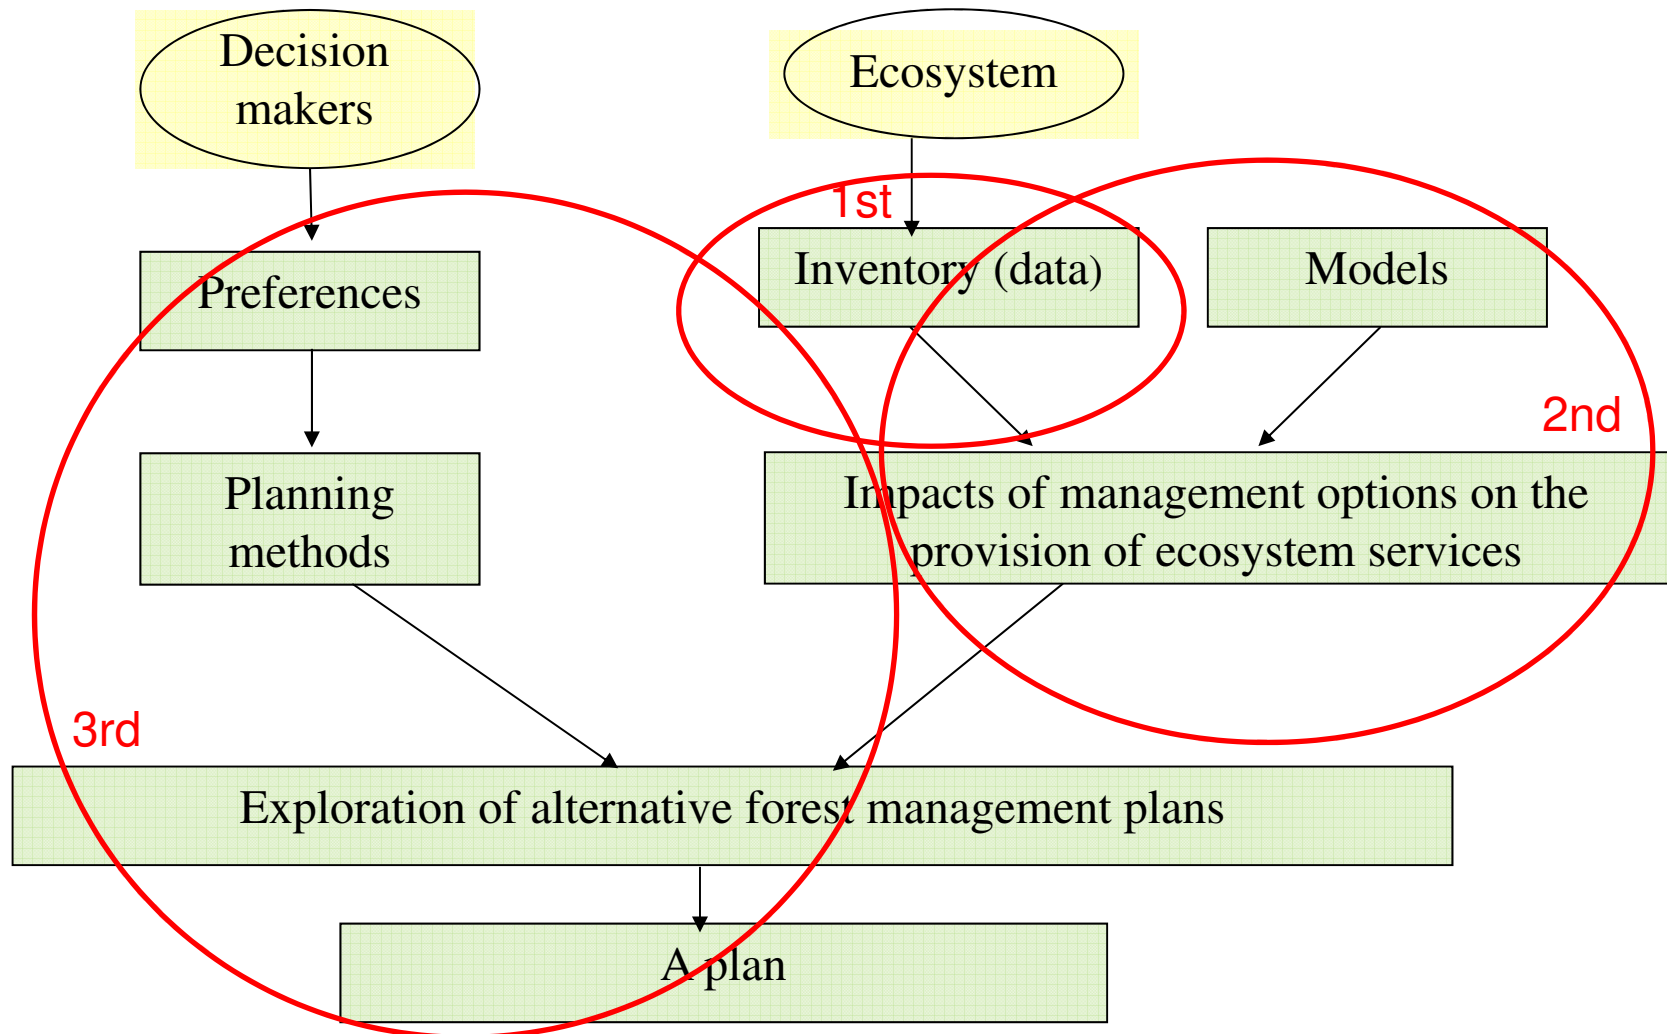 Decision
makers
Ecosystem
1st
Preferences
Inventory (data)
Models
2nd
Planning
methods
Impacts of management options on the
provision of ecosystem services
3rd
Exploration of alternative forest management plans
A plan